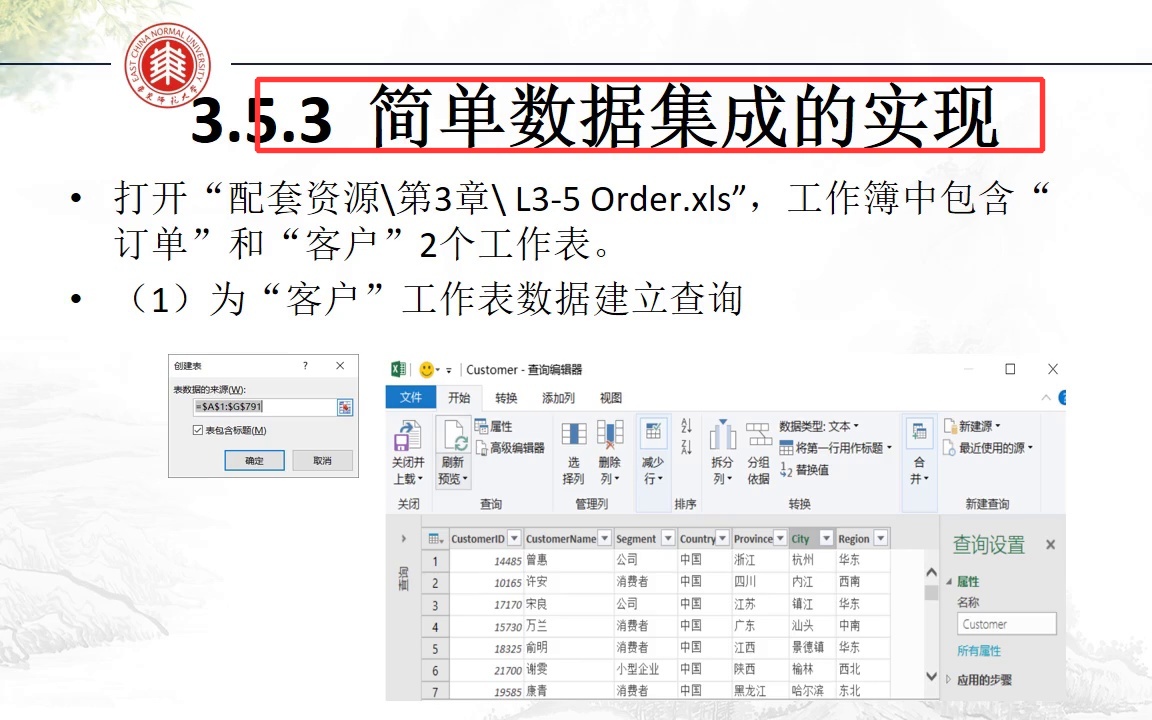 EAST CHINA NORMAL UNIVERSITY
華东师范大学
3.5.3 简单数据集成的实现
• 打开“配套资源\第3章\ L3-5 Order.xls”，工作簿中包含“
订单”和“客户”2个工作表。
• （1）为“客户”工作表数据建立查询
创建表 ?
表数据的来源(W):
=$A$1:$G$791
表包含标题(M)
确定 取消
Customer - 查询编辑器
文件 开始 转换 添加列 视图
关闭并
上载
关闭
刷新
预览
属性
高级编辑器
查询
选
择列
删除
列
管理列
减少
行
排序
拆分
列
分组
依据
数据类型: 文本
将第一行用作标题
替换值
转换
合
并
新建源
最近使用的源
新建查询
CustomerID CustomerName Segment Country Province City Region
1 14485 曾惠 公司 中国 浙江 杭州 华东
2 10165 许安 消费者 中国 四川 内江 西南
3 17170 宋良 公司 中国 江苏 镇江 华东
4 15730 万兰 消费者 中国 广东 汕头 中南
5 18325 俞明 消费者 中国 江西 景德镇 华东
6 21700 谢雯 小型企业 中国 陕西 榆林 西北
7 19585 康青 消费者 中国 黑龙江 哈尔滨 东北
查询设置
属性
名称
Customer
所有属性
应用的步骤